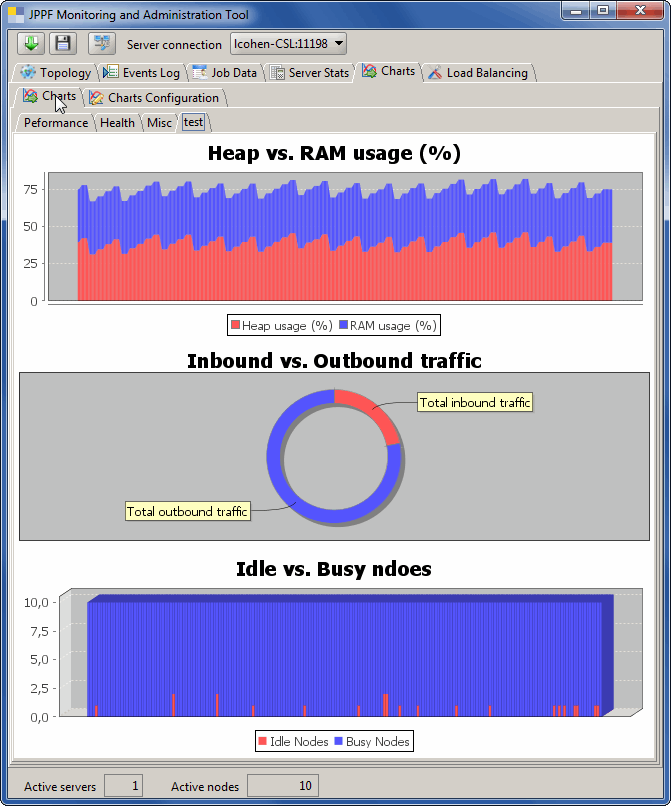 JPPF Monitoring and Administration Tool
Server connection lcohen-CSL:11198
Topology Events Log Job Data Server Stats Charts Load Balancing
Charts Charts Configuration
Peformance Health Misc test
Heap vs. RAM usage (%)
75
50
25
0
Heap usage (%) RAM usage (%)
Inbound vs. Outbound traffic
Total inbound traffic
Total outbound traffic
Idle vs. Busy ndoes
10,0
7,5
5,0
2,5
0,0
Idle Nodes Busy Nodes
Active servers 1 Active nodes 10